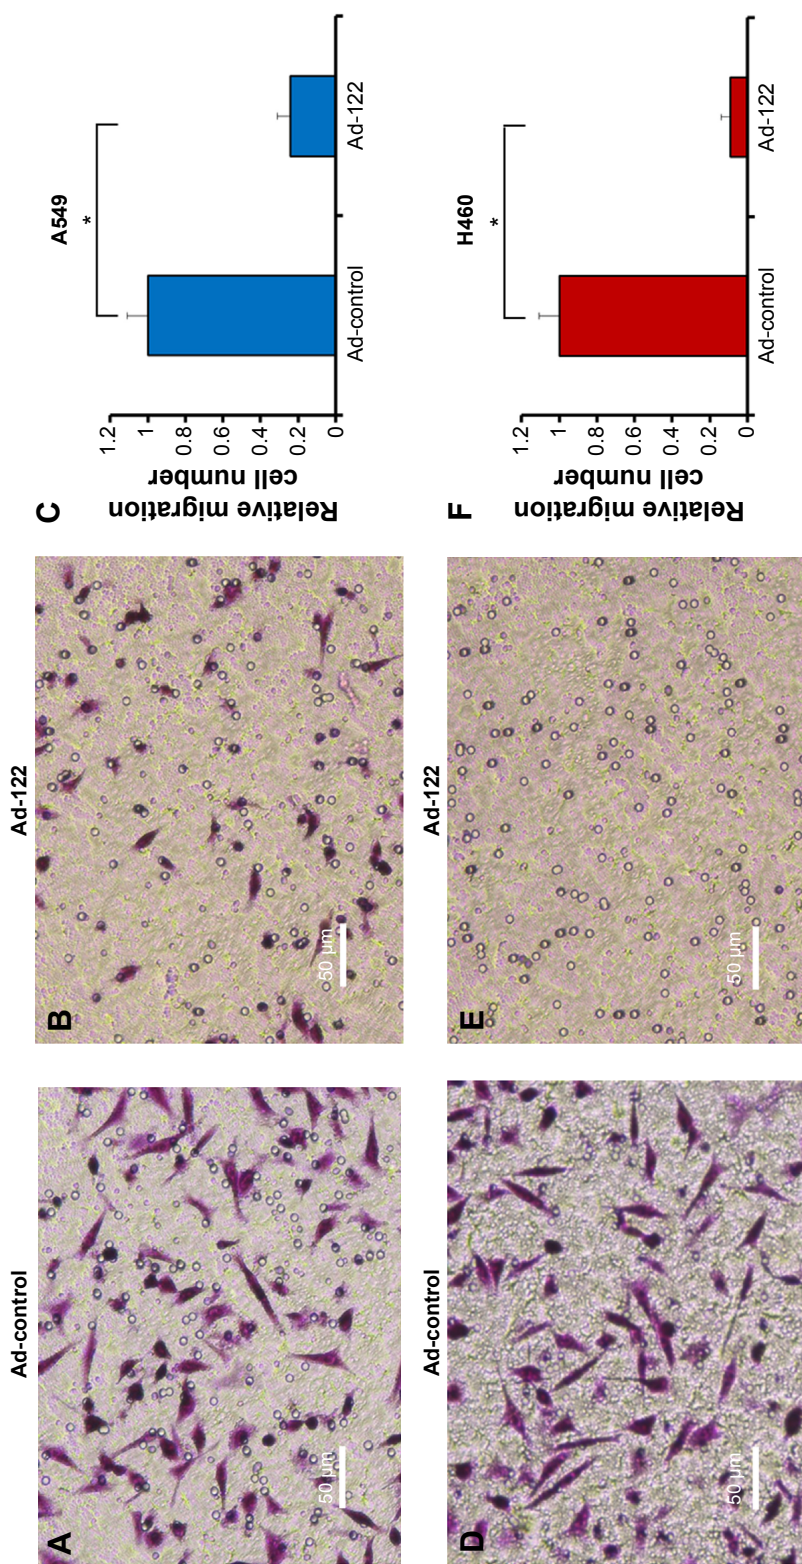 Ad-control
Ad-122
A
50 µm
B
50 µm
C
A549
*
Relative migration
cell number
1.2
1
0.8
0.6
0.4
0.2
0
Ad-control
Ad-122
Ad-control
Ad-122
D
50 µm
E
50 µm
F
H460
*
Relative migration
cell number
1.2
1
0.8
0.6
0.4
0.2
0
Ad-control
Ad-122